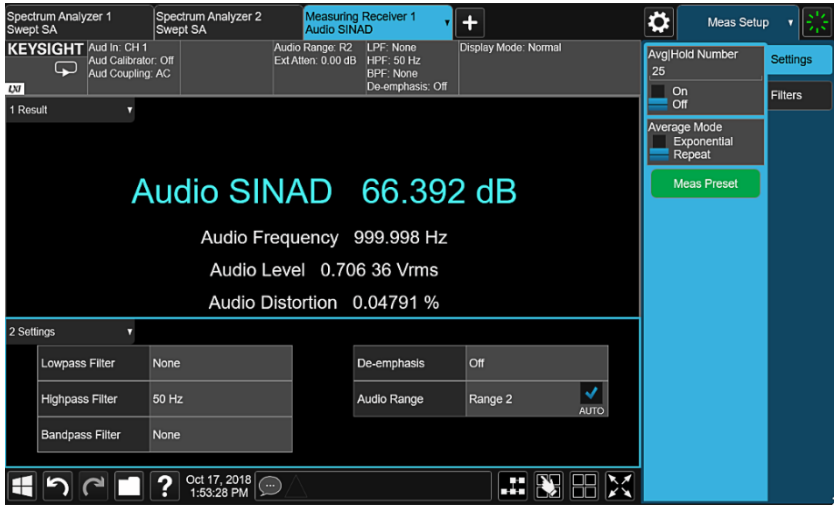 Spectrum Analyzer 1
Swept SA
Spectrum Analyzer 2
Swept SA
Measuring Receiver 1
Audio SINAD
Meas Setup
KEYSIGHT
LXI
Aud In: CH 1
Aud Calibrator: Off
Aud Coupling: AC
Audio Range: R2
Ext Atten: 0.00 dB
LPF: None
HPF: 50 Hz
BPF: None
De-emphasis: Off
Display Mode: Normal
Avg|Hold Number
25
On
Off
Average Mode
Exponential
Repeat
Meas Preset
Settings
Filters
1 Result
Audio SINAD 66.392 dB
Audio Frequency 999.998 Hz
Audio Level 0.706 36 Vrms
Audio Distortion 0.04791 %
2 Settings
Lowpass Filter None
Highpass Filter 50 Hz
Bandpass Filter None
De-emphasis Off
Audio Range Range 2
AUTO
?
Oct 17, 2018
1:53:28 PM